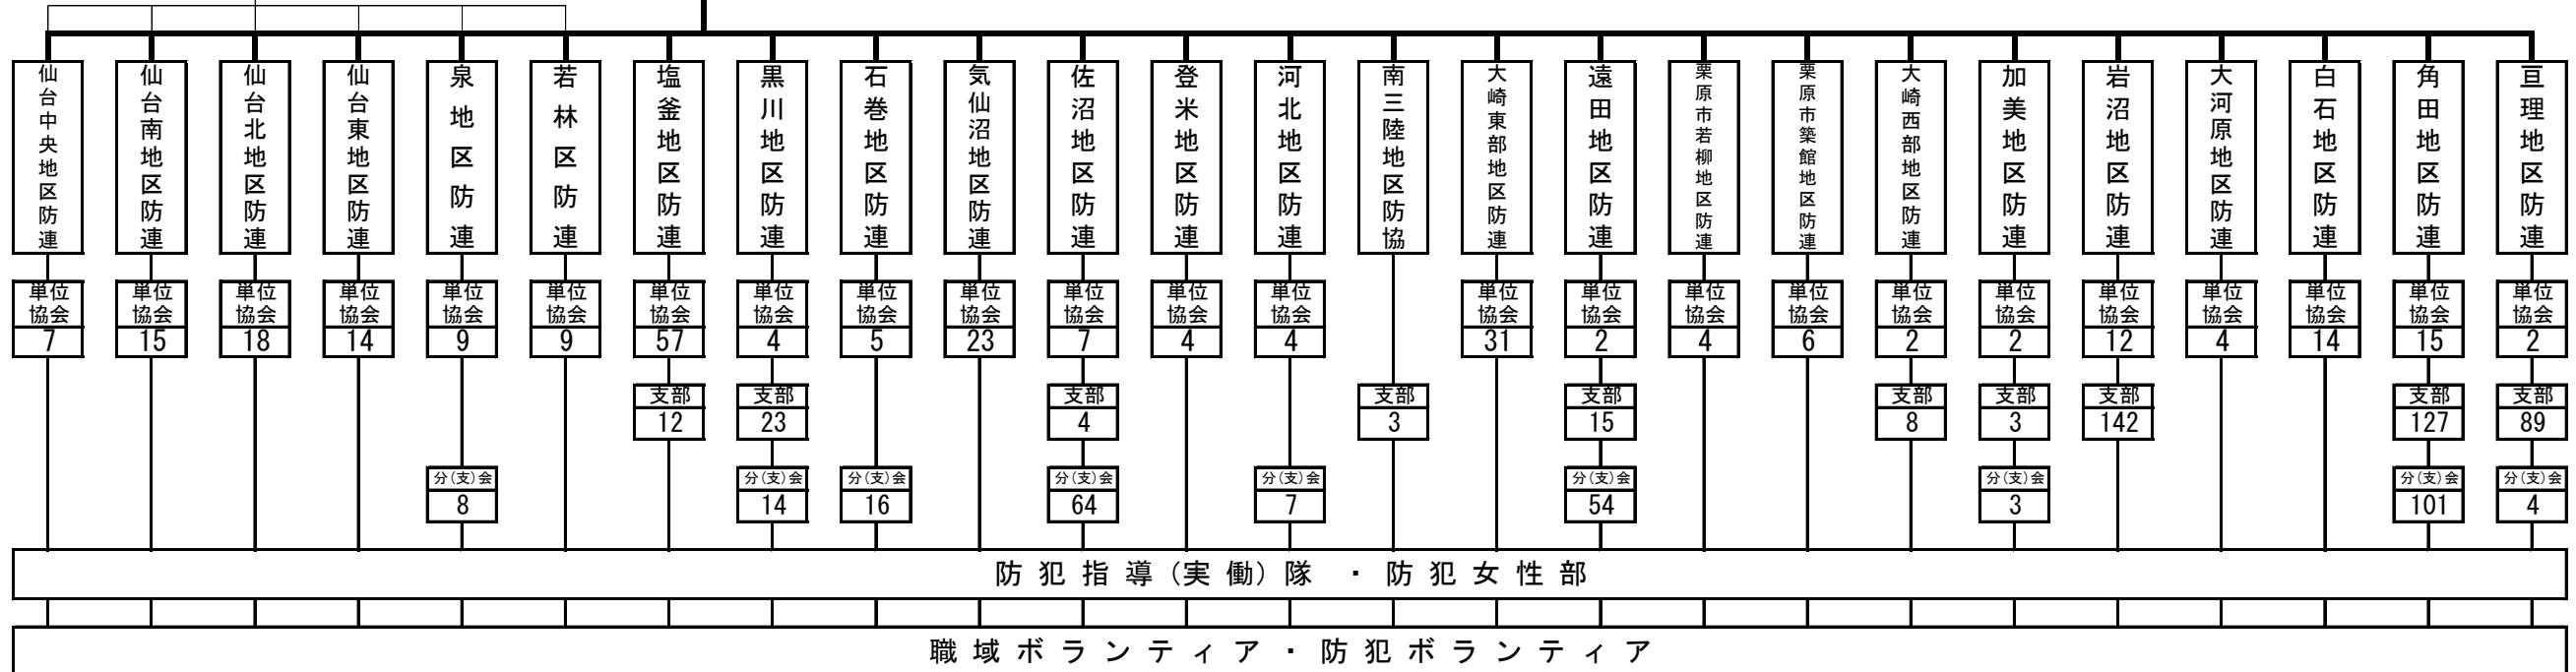 仙台中央地区防連
仙台南地区防連
仙台北地区防連
仙台東地区防連
泉地区防連
若林区防連
塩釜地区防連
黒川地区防連
石巻地区防連
気仙沼地区防連
佐沼地区防連
登米地区防連
河北地区防連
南三陸地区防協
大崎東部地区防連
遠田地区防連
栗原市若柳地区防連
栗原市築館地区防連
大崎西部地区防連
加美地区防連
岩沼地区防連
大河原地区防連
白石地区防連
角田地区防連
亘理地区防連
単位 単位 単位 単位 単位 単位 単位 単位 単位 単位 単位 単位 単位 単位 単位 単位 単位 単位 単位 単位 単位 単位 単位 単位
協会 協会 協会 協会 協会 協会 協会 協会 協会 協会 協会 協会 協会 協会 協会 協会 協会 協会 協会 協会 協会 協会 協会 協会
7 15 18 14 9 9 57 4 5 23 7 4 4 31 2 4 6 2 2 12 4 14 15 2
支部 支部 支部 支部 支部 支部 支部 支部 支部 支部
12 23 4 3 15 8 3 142 127 89
分(支)会 分(支)会 分(支)会 分(支)会 分(支)会 分(支)会 分(支)会 分(支)会 分(支)会
8 14 16 64 7 54 3 101 4
防犯指導(実働)隊 ・ 防犯女性部
職域ボランティア・防犯ボランティア